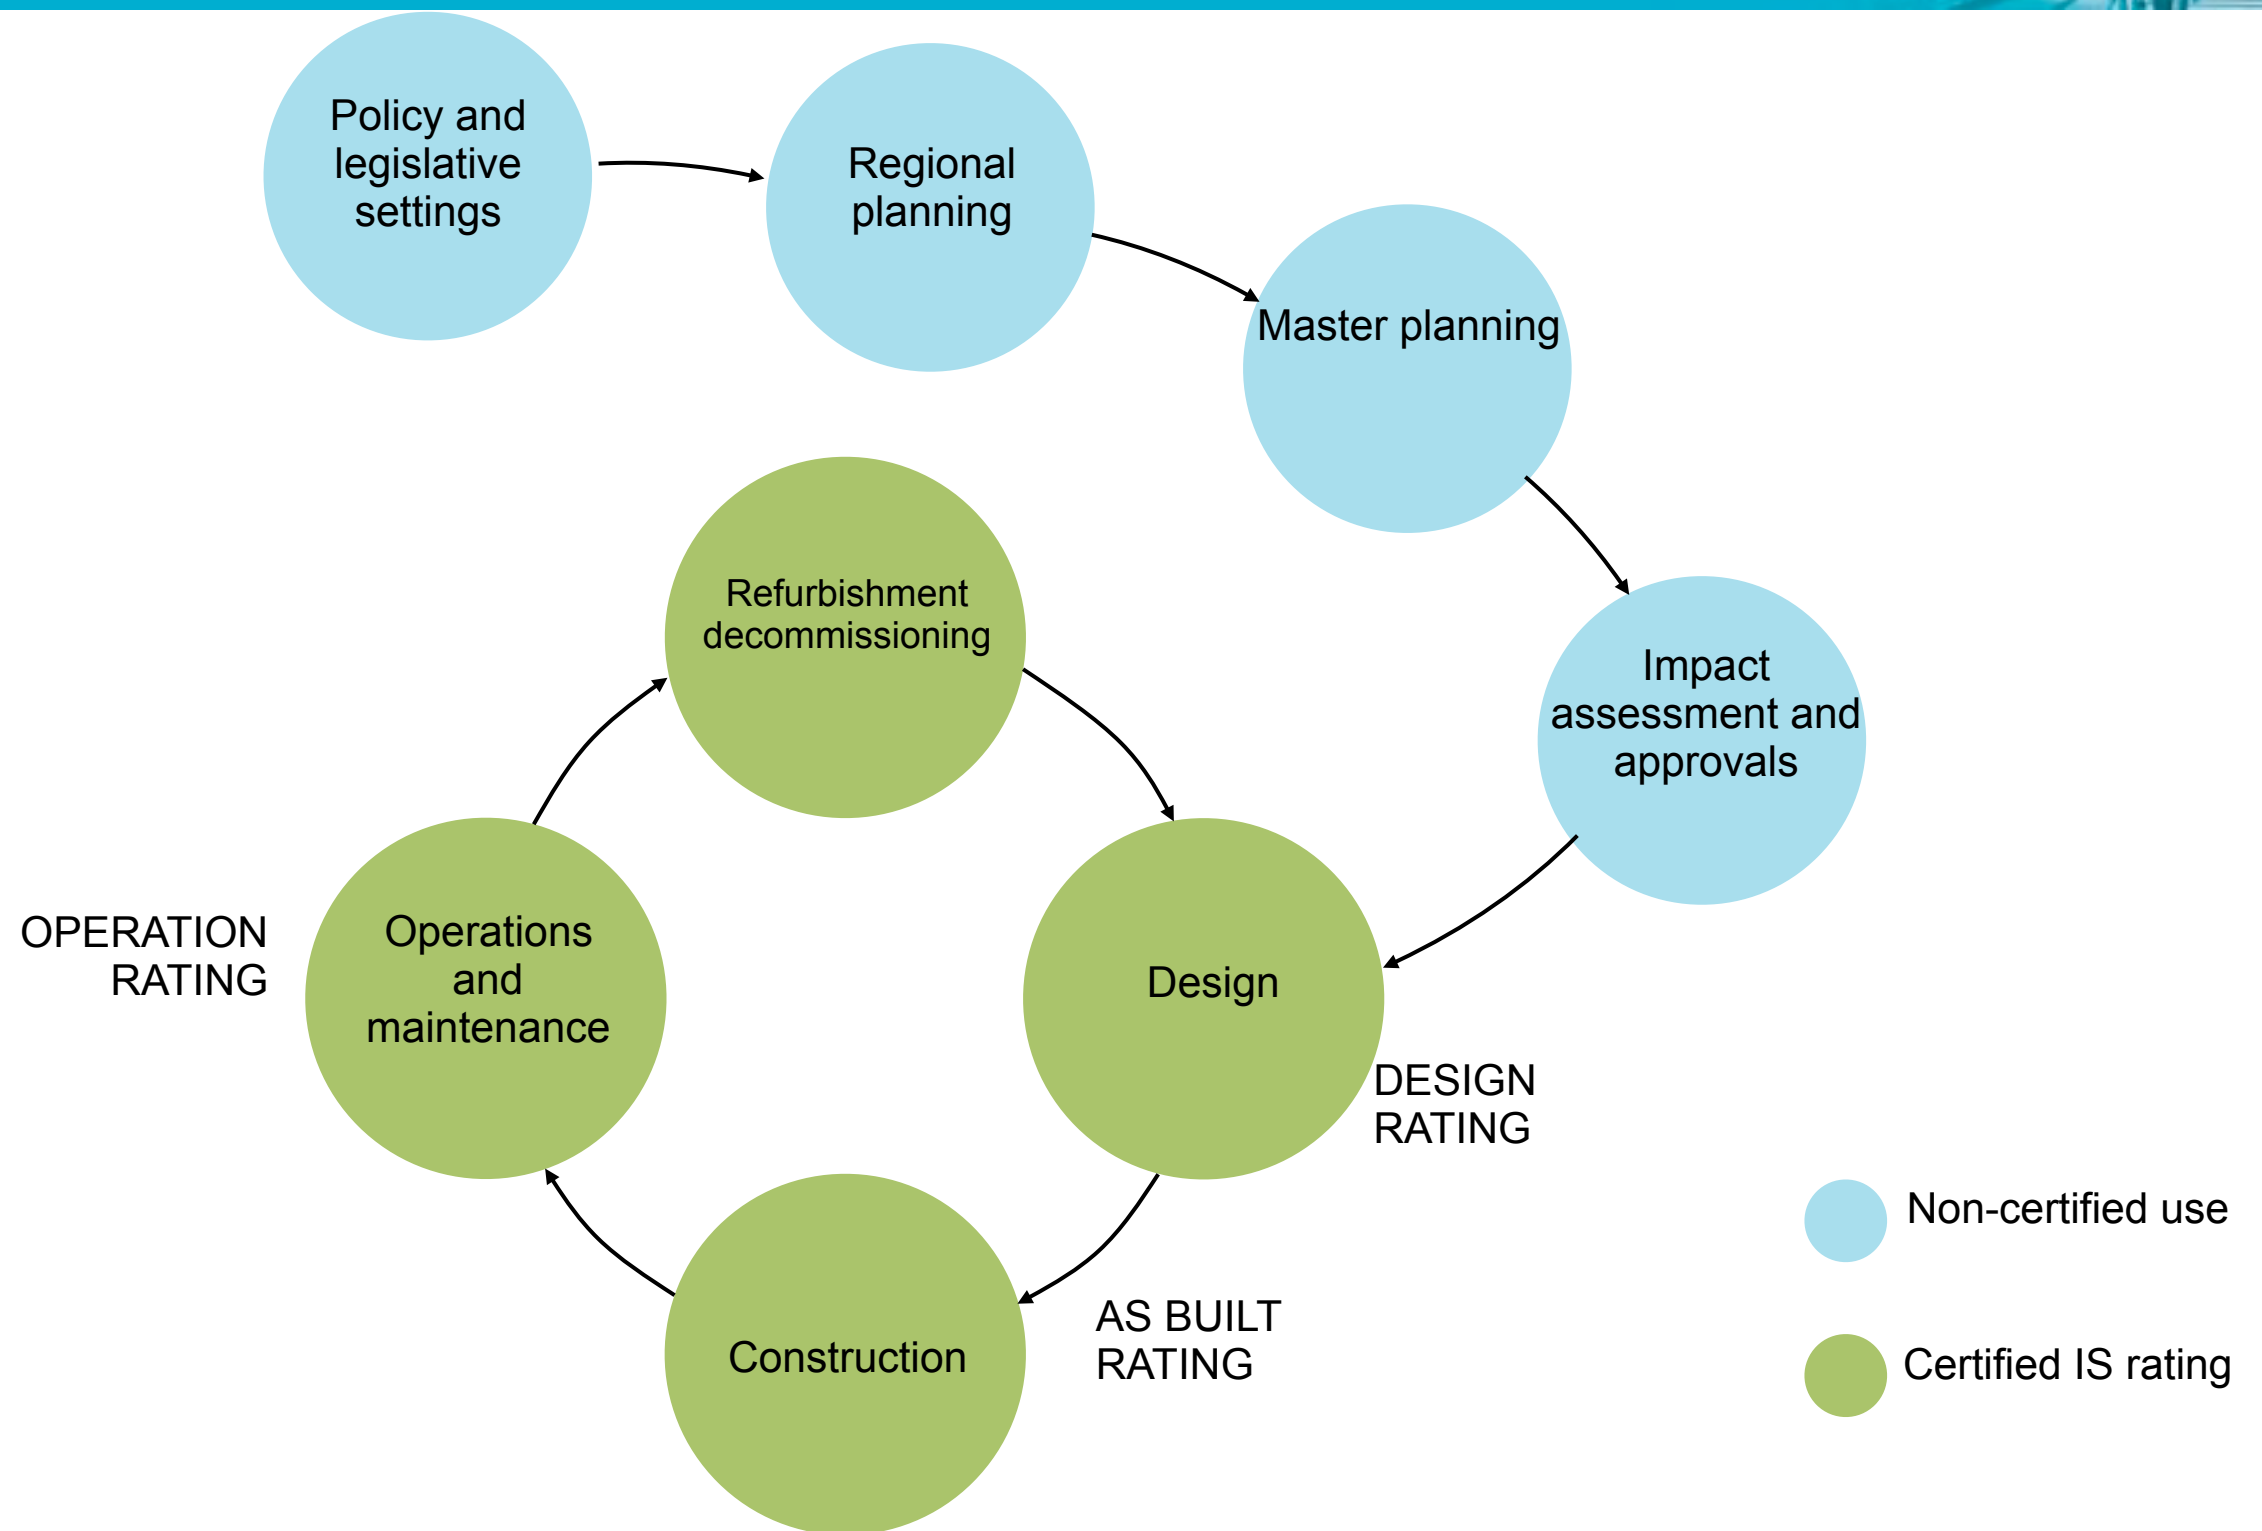 Policy and
legislative
settings
Regional
planning
Master planning
Impact
assessment and
approvals
Refurbishment
decommissioning
OPERATION
RATING
Operations
and
maintenance
Design
DESIGN
RATING
Construction
AS BUILT
RATING
Non-certified use
Certified IS rating